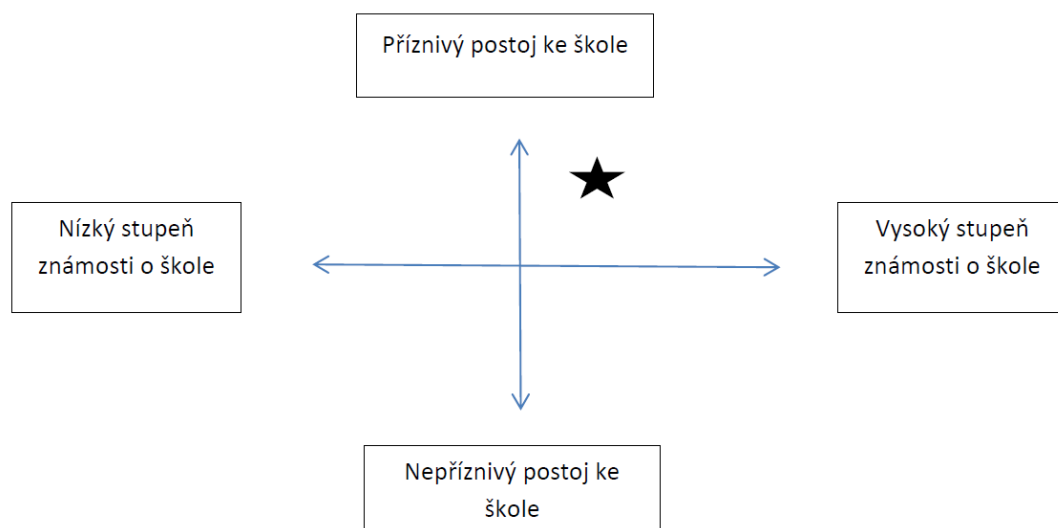 Příznivý postoj ke škole
Nízký stupeň
známosti o škole
Vysoký stupeň
známosti o škole
Nepříznivý postoj ke
škole